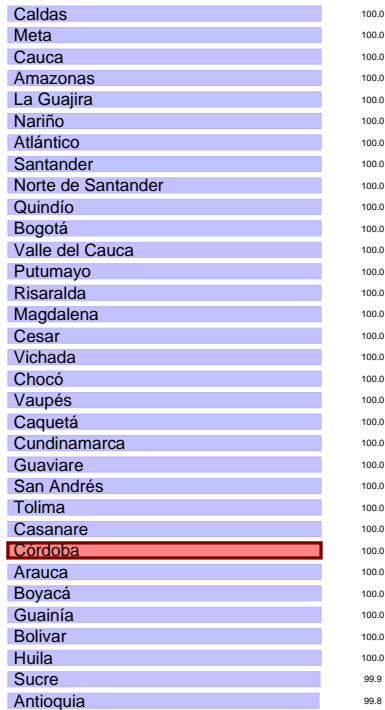 Caldas 100.0
Meta 100.0
Cauca 100.0
Amazonas 100.0
La Guajira 100.0
Nariño 100.0
Atlántico 100.0
Santander 100.0
Norte de Santander 100.0
Quindío 100.0
Bogotá 100.0
Valle del Cauca 100.0
Putumayo 100.0
Risaralda 100.0
Magdalena 100.0
Cesar 100.0
Vichada 100.0
Chocó 100.0
Vaupés 100.0
Caquetá 100.0
Cundinamarca 100.0
Guaviare 100.0
San Andrés 100.0
Tolima 100.0
Casanare 100.0
Córdoba 100.0
Arauca 100.0
Boyacá 100.0
Guainía 100.0
Bolivar 100.0
Huila 100.0
Sucre 99.9
Antioquia 99.8